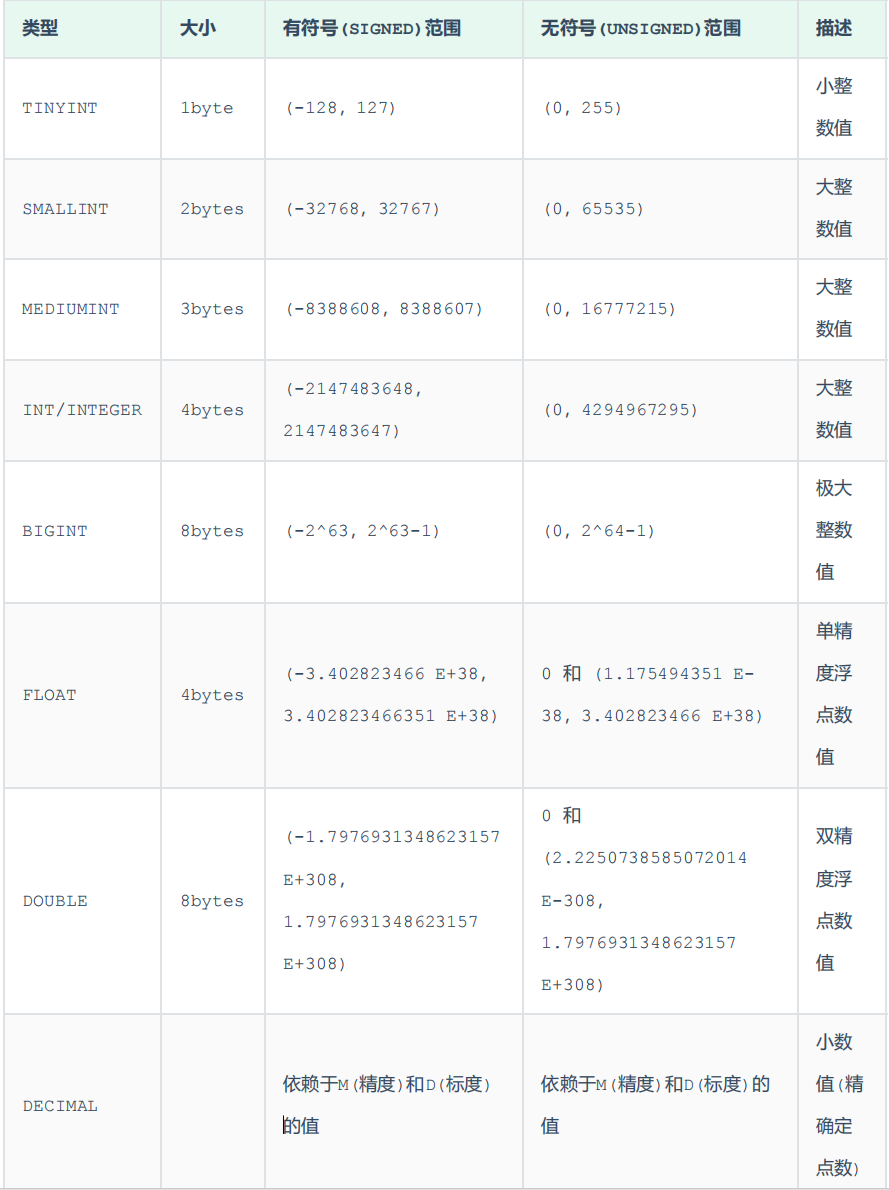 类型 大小 有符号(SIGNED)范围 无符号(UNSIGNED)范围 描述
TINYINT 1byte (-128, 127) (0, 255) 小整
数值
SMALLINT 2bytes (-32768, 32767) (0, 65535) 大整
数值
MEDIUMINT 3bytes (-8388608, 8388607) (0, 16777215) 大整
数值
INT/INTEGER 4bytes (-2147483648,
2147483647) (0, 4294967295) 大整
数值
BIGINT 8bytes (-2^63, 2^63-1) (0, 2^64-1) 极大
整数
值
FLOAT 4bytes (-3.402823466 E+38,
3.402823466351 E+38) 0 和 (1.175494351 E-
38, 3.402823466 E+38) 单精
度浮
点数
值
DOUBLE 8bytes (-1.7976931348623157
E+308,
1.7976931348623157
E+308) 0 和
(2.2250738585072014
E-308,
1.7976931348623157
E+308) 双精
度浮
点数
值
DECIMAL 依赖于M(精度)和D(标度)
的值 依赖于M(精度)和D(标度)的
值 小数
值(精
确定
点数)